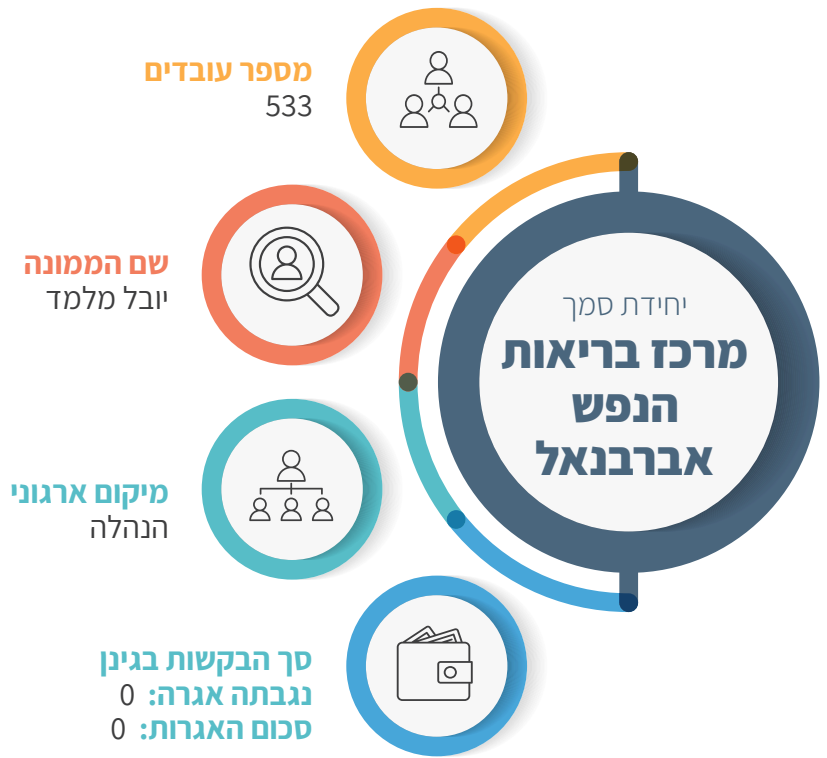 יחידת סמך
מרכז בריאות
הנפש
אברבנאל
מספר עובדים
533
שם הממונה
יובל מלמד
מיקום ארגוני
הנהלה
סך הבקשות בגינן
נגבתה אגרה: 0
סכום האגרות: 0